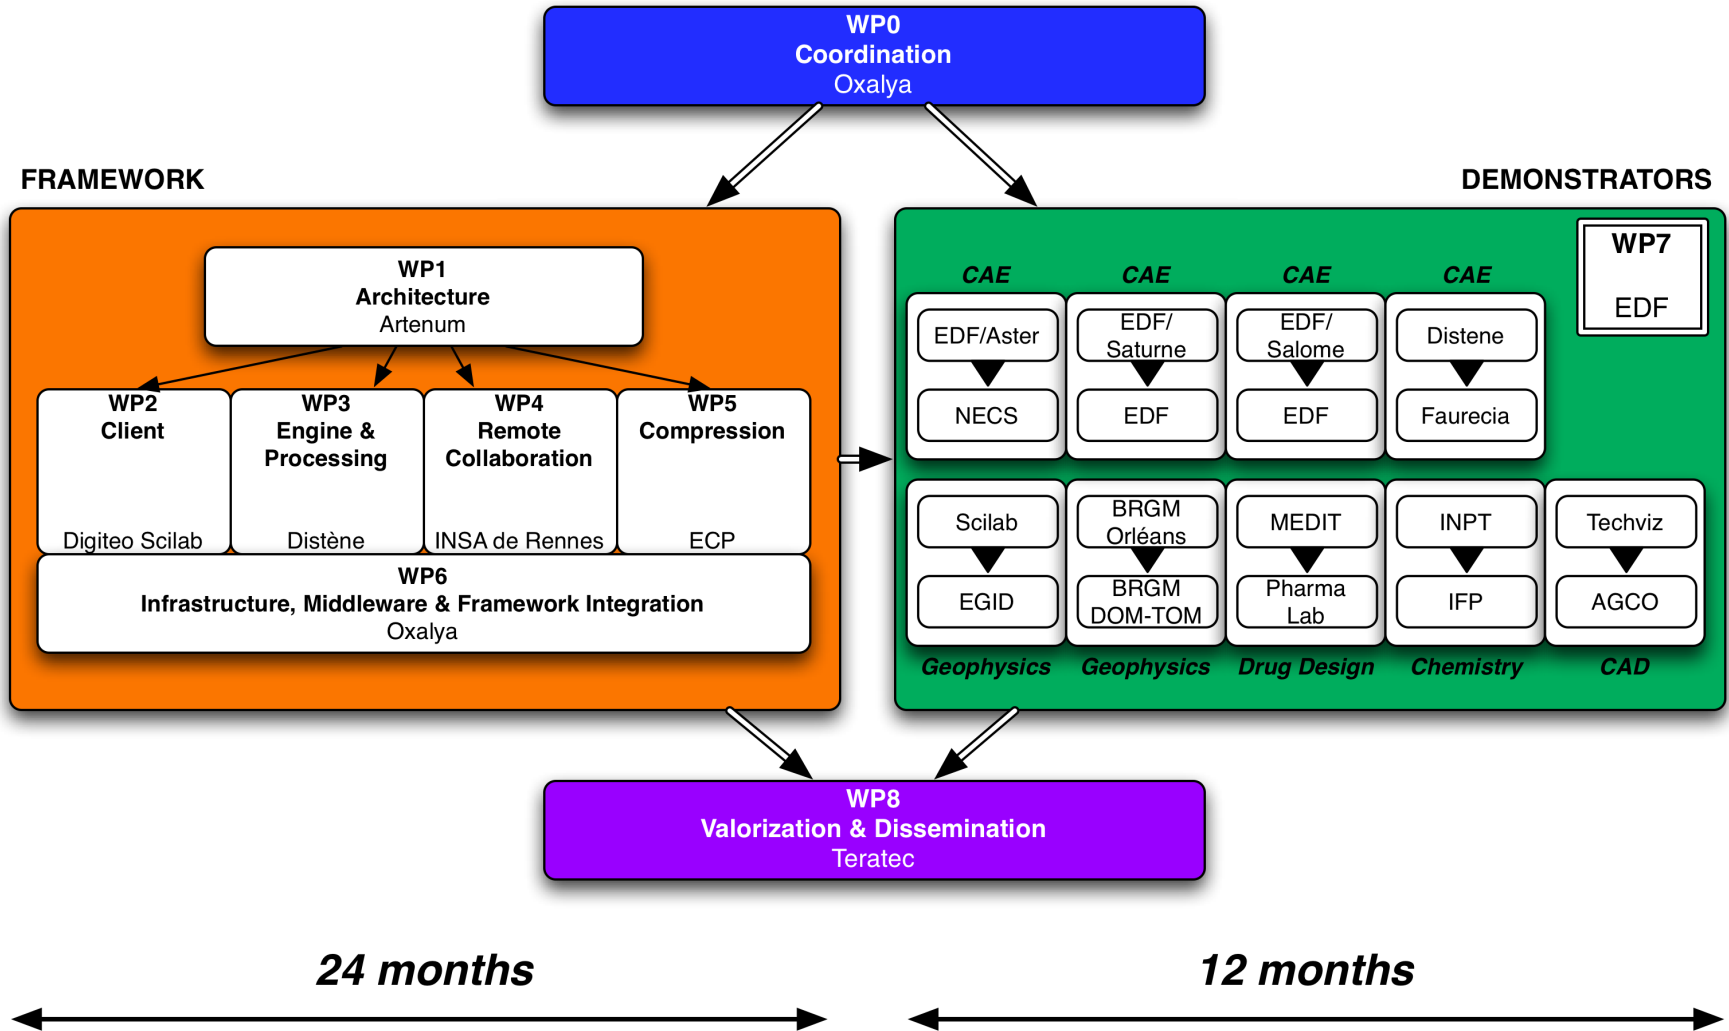 WP0
Coordination
Oxalya
FRAMEWORK
WP1
Architecture
Artenum
WP2
Client
Digiteo Scilab
WP3
Engine &
Processing
Distène
WP4
Remote
Collaboration
INSA de Rennes
WP5
Compression
ECP
WP6
Infrastructure, Middleware & Framework Integration
Oxalya
DEMONSTRATORS
WP7
EDF
CAE
EDF/Aster
NECS
CAE
EDF/
Saturne
EDF
CAE
EDF/
Salome
EDF
CAE
Distene
Faurecia
Scilab
EGID
Geophysics
BRGM
Orléans
BRGM
DOM-TOM
Geophysics
MEDIT
Pharma
Lab
Drug Design
INPT
IFP
Chemistry
Techviz
AGCO
CAD
WP8
Valorization & Dissemination
Teratec
24 months
12 months